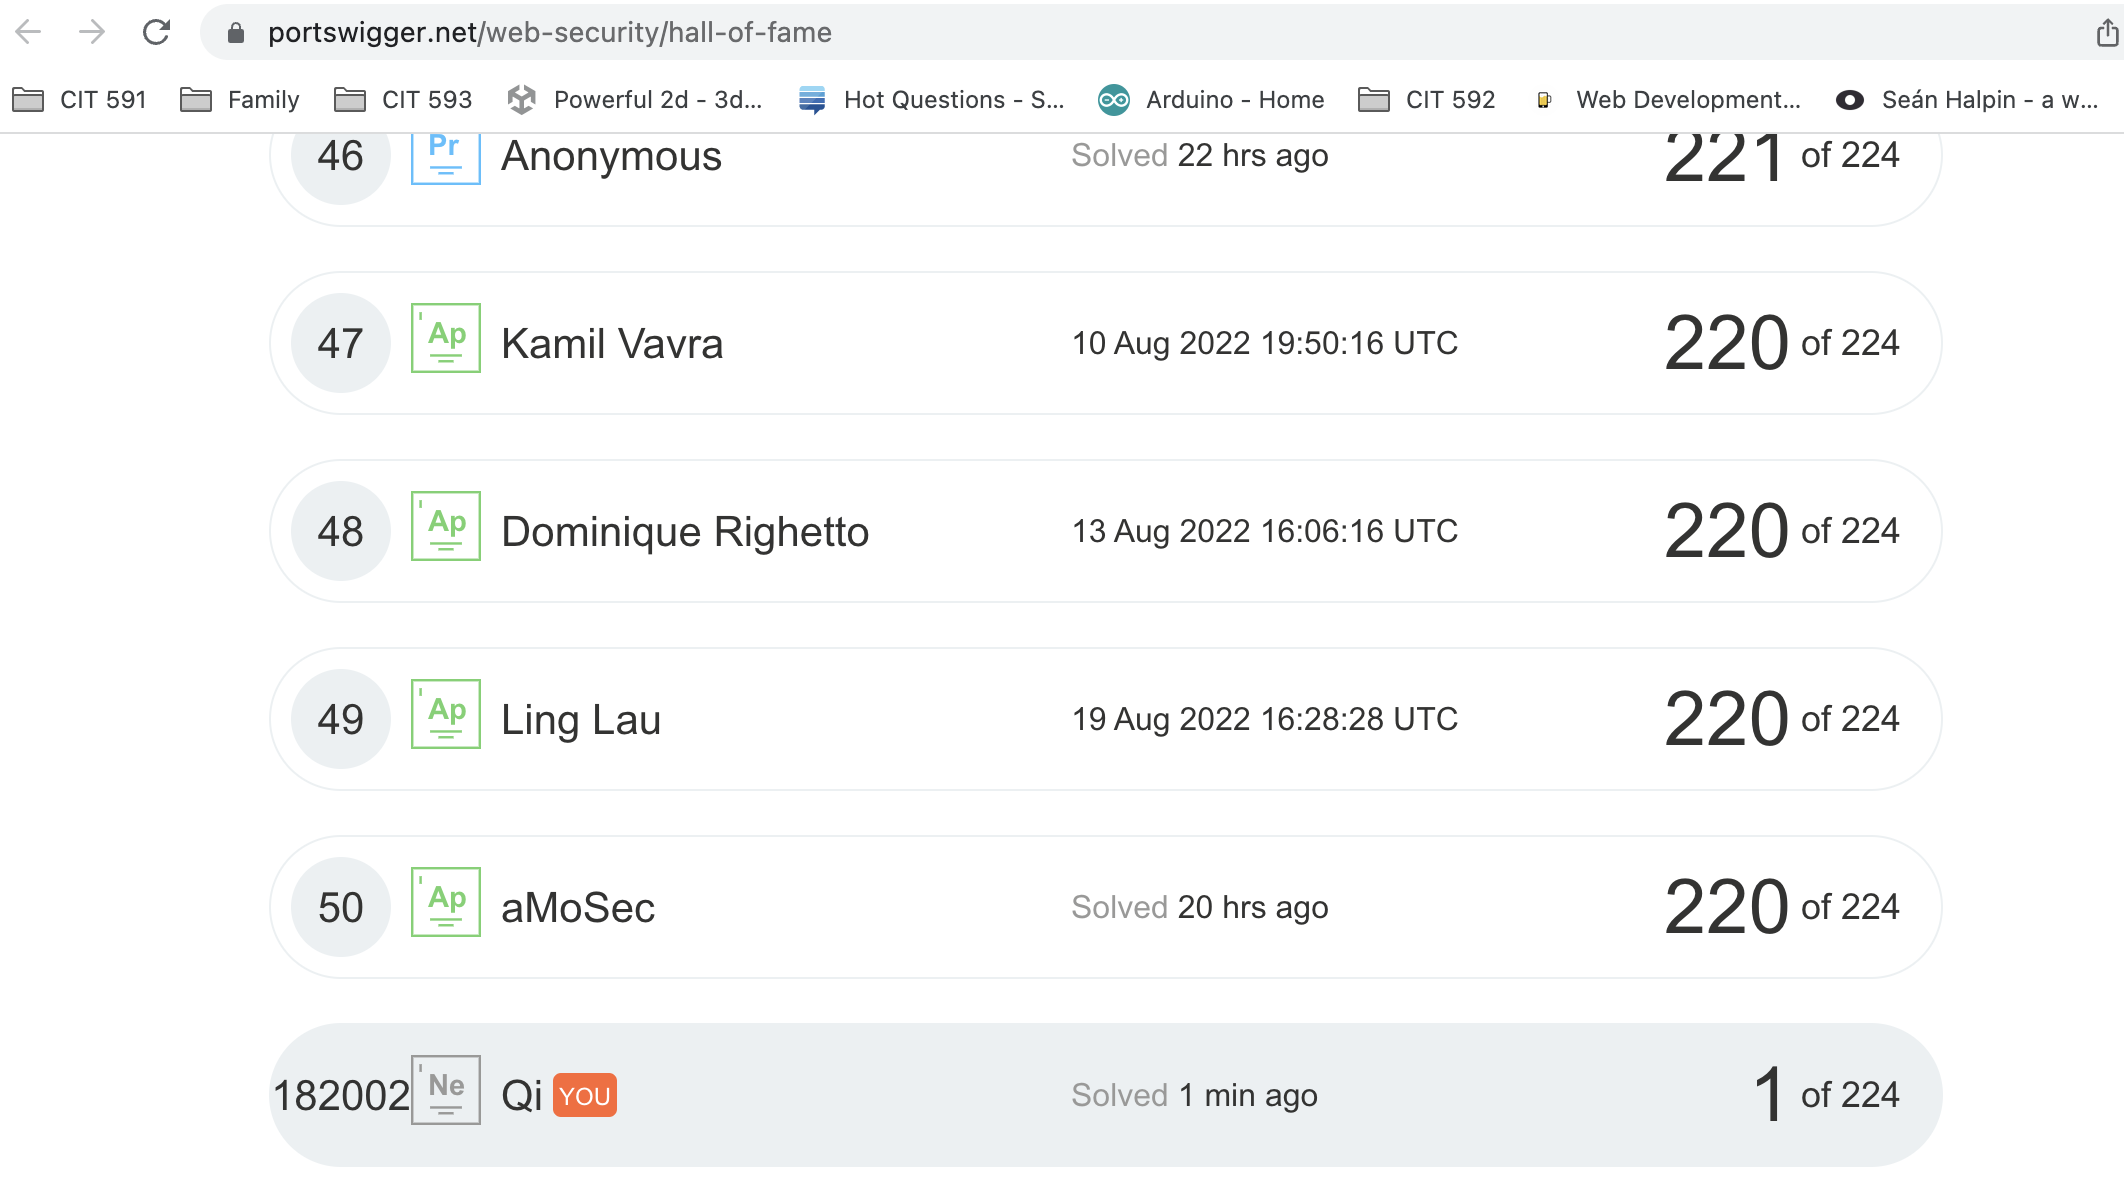 portswigger.net/web-security/hall-of-fame
CIT 591 Family CIT 593 Powerful 2d - 3d... Hot Questions - S... Arduino - Home CIT 592 Web Development... Seán Halpin - a w...
46 Pr Anonymous Solved 22 hrs ago 221 of 224
47 Ap Kamil Vavra 10 Aug 2022 19:50:16 UTC 220 of 224
48 Ap Dominique Righetto 13 Aug 2022 16:06:16 UTC 220 of 224
49 Ap Ling Lau 19 Aug 2022 16:28:28 UTC 220 of 224
50 Ap aMoSec Solved 20 hrs ago 220 of 224
182002 Ne Qi YOU Solved 1 min ago 1 of 224